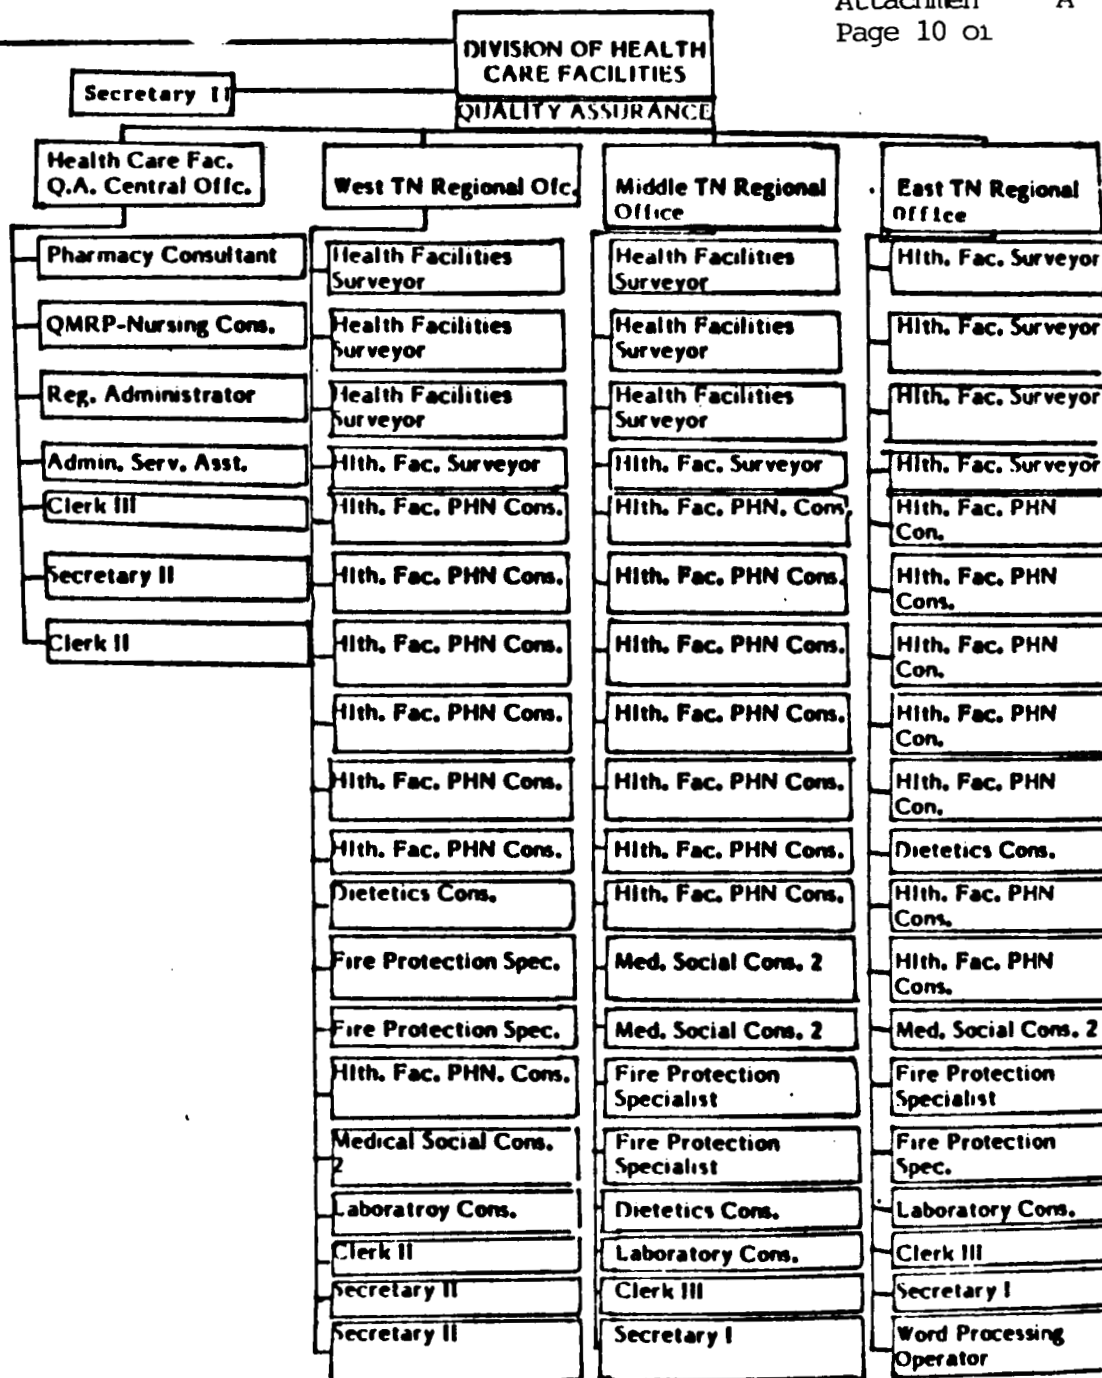 Attachmen A
Page 10 of
DIVISION OF HEALTH
CARE FACILITIES
QUALITY ASSURANCE
Secretary II
Health Care Fac.
Q.A. Central Offc.
Pharmacy Consultant
QMRP-Nursing Cons.
Reg. Administrator
Admin. Serv. Asst.
Clerk III
Secretary II
Clerk II
West TN Regional Ofc.
Health Facilities
Surveyor
Health Facilities
Surveyor
Health Facilities
Surveyor
Hlth. Fac. Surveyor
Hlth. Fac. PHN Cons.
Hlth. Fac. PHN Cons.
Hlth. Fac. PHN Cons.
Hlth. Fac. PHN Cons.
Hlth. Fac. PHN Cons.
Hlth. Fac. PHN Cons.
Dietetics Cons.
Fire Protection Spec.
Fire Protection Spec.
Hlth. Fac. PHN. Cons.
Medical Social Cons.
2
Laboratroy Cons.
Clerk II
Secretary II
Secretary II
Middle TN Regional
Office
Health Facilities
Surveyor
Health Facilities
Surveyor
Health Facilities
Surveyor
Hlth. Fac. Surveyor
Hlth. Fac. PHN. Cons.
Hlth. Fac. PHN Cons.
Hlth. Fac. PHN Cons.
Hlth. Fac. PHN Cons.
Hlth. Fac. PHN Cons.
Hlth. Fac. PHN Cons.
Hlth. Fac. PHN Cons.
Med. Social Cons. 2
Med. Social Cons. 2
Fire Protection
Specialist
Fire Protection
Specialist
Dietetics Cons.
Laboratory Cons.
Clerk III
Secretary I
East TN Regional
Office
Hlth. Fac. Surveyor
Hlth. Fac. Surveyor
Hlth. Fac. Surveyor
Hlth. Fac. Surveyor
Hlth. Fac. PHN
Con.
Hlth. Fac. PHN
Cons.
Hlth. Fac. PHN
Con.
Hlth. Fac. PHN
Con.
Hlth. Fac. PHN
Con.
Dietetics Cons.
Hlth. Fac. PHN
Cons.
Hlth. Fac. PHN
Cons.
Med. Social Cons. 2
Fire Protection
Specialist
Fire Protection
Spec.
Laboratory Cons.
Clerk III
Secretary I
Word Processing
Operator